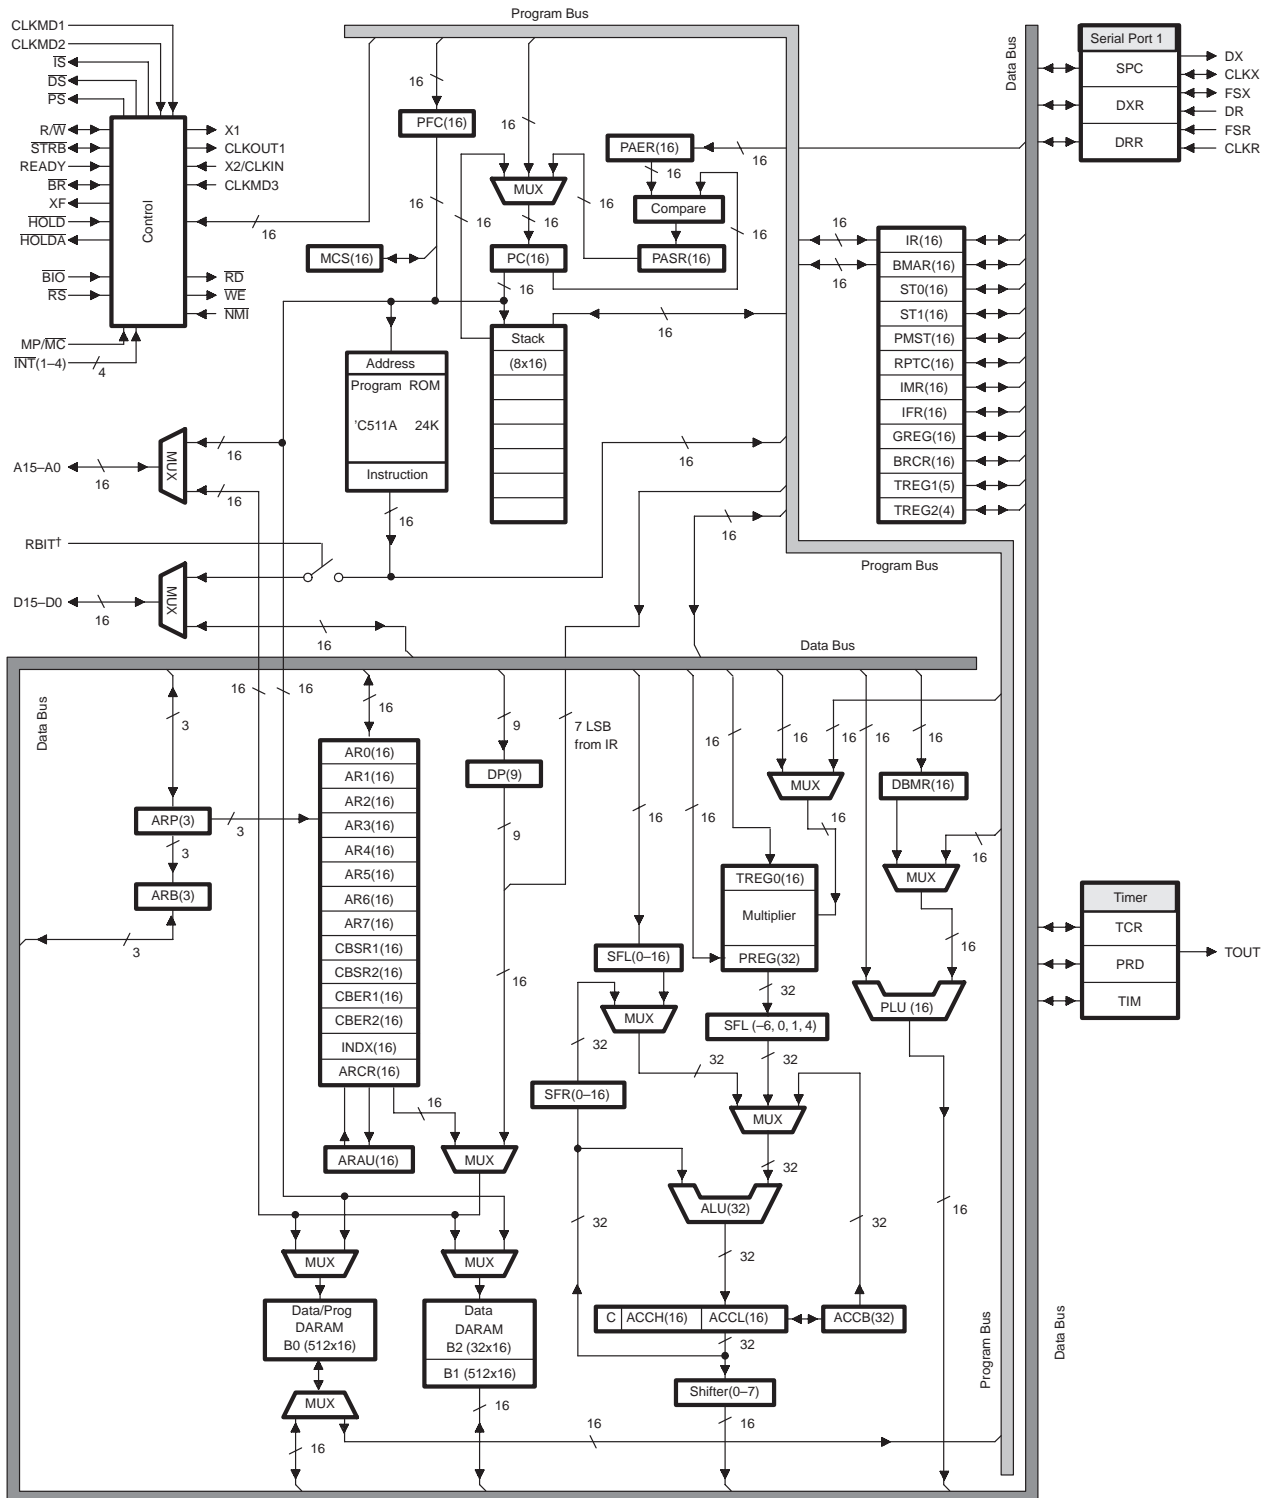 Program Bus
CLKMD1
CLKMD2
IS
DS
PS
R/W
STRB
READY
BR
XF
HOLD
HOLDA
BIO
RS
MP/MC
INT(1–4)
4
Control
X1
CLKOUT1
X2/CLKIN
CLKMD3
16
RD
WE
NMI
16
PFC(16)
16
16
MUX
16
16
MCS(16)
PC(16)
16
PAER(16)
16
16
Compare
16
PASR(16)
Stack
(8x16)
16
Address
Program ROM
'C511A 24K
Instruction
16
16
16
16
Data Bus
Serial Port 1
SPC
DXR
DRR
DX
CLKX
FSX
DR
FSR
CLKR
16
16
IR(16)
BMAR(16)
ST0(16)
ST1(16)
PMST(16)
RPTC(16)
IMR(16)
IFR(16)
GREG(16)
BRCR(16)
TREG1(5)
TREG2(4)
Program Bus
A15–A0
16
MUX
16
16
RBIT†
D15–D0
16
MUX
16
Data Bus
Data Bus
16
16
3
ARP(3)
3
3
ARB(3)
3
16
AR0(16)
AR1(16)
AR2(16)
AR3(16)
AR4(16)
AR5(16)
AR6(16)
AR7(16)
CBSR1(16)
CBSR2(16)
CBER1(16)
CBER2(16)
INDX(16)
ARCR(16)
16
ARAU(16)
MUX
9
DP(9)
9
7 LSB
from IR
16
16
16
16
16
16
16
MUX
16
16
DBMR(16)
16
MUX
16
TREG0(16)
Multiplier
PREG(32)
32
SFL(0–16)
MUX
SFL (–6, 0, 1, 4)
PLU (16)
32
32
32
SFR(0–16)
MUX
32
ALU(32)
32
32
32
16
C ACCH(16) ACCL(16)
ACCB(32)
32
Shifter(0–7)
16
MUX
Data/Prog
DARAM
B0 (512x16)
MUX
16
16
MUX
Data
DARAM
B2 (32x16)
B1 (512x16)
16
Program Bus
Data Bus
Timer
TCR
PRD
TIM
TOUT